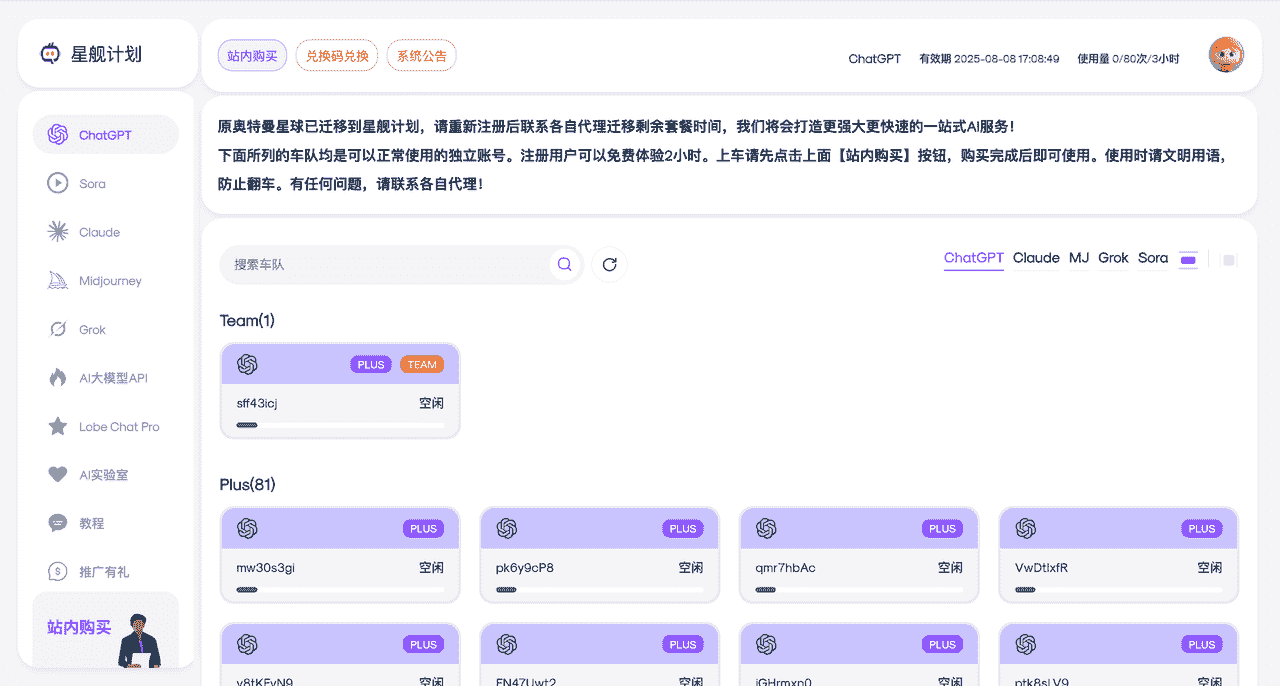 星舰计划
站内购买
兑换码兑换
系统公告
ChatGPT 有效期 2025-08-08 17:08:49 使用量 0/80次/3小时
ChatGPT
Sora
Claude
Midjourney
Grok
AI大模型API
Lobe Chat Pro
AI实验室
教程
推广有礼
站内购买
原奥特曼星球已迁移到星舰计划，请重新注册后联系各自代理迁移剩余套餐时间，我们将会打造更强大更快速的一站式AI服务！
下面所列的车队均是可以正常使用的独立账号。注册用户可以免费体验2小时。上车请先点击上面【站内购买】按钮，购买完成后即可使用。使用时请文明用语，
防止翻车。有任何问题，请联系各自代理！
搜索车队
ChatGPT Claude MJ Grok Sora
Team(1)
PLUS TEAM
sff43icj 空闲
Plus(81)
PLUS PLUS PLUS PLUS
mw30s3gi 空闲 pk6y9cP8 空闲 qmr7hbAc 空闲 VwDtlxfR 空闲
PLUS PLUS PLUS PLUS
空闲 空闲 空闲 空闲